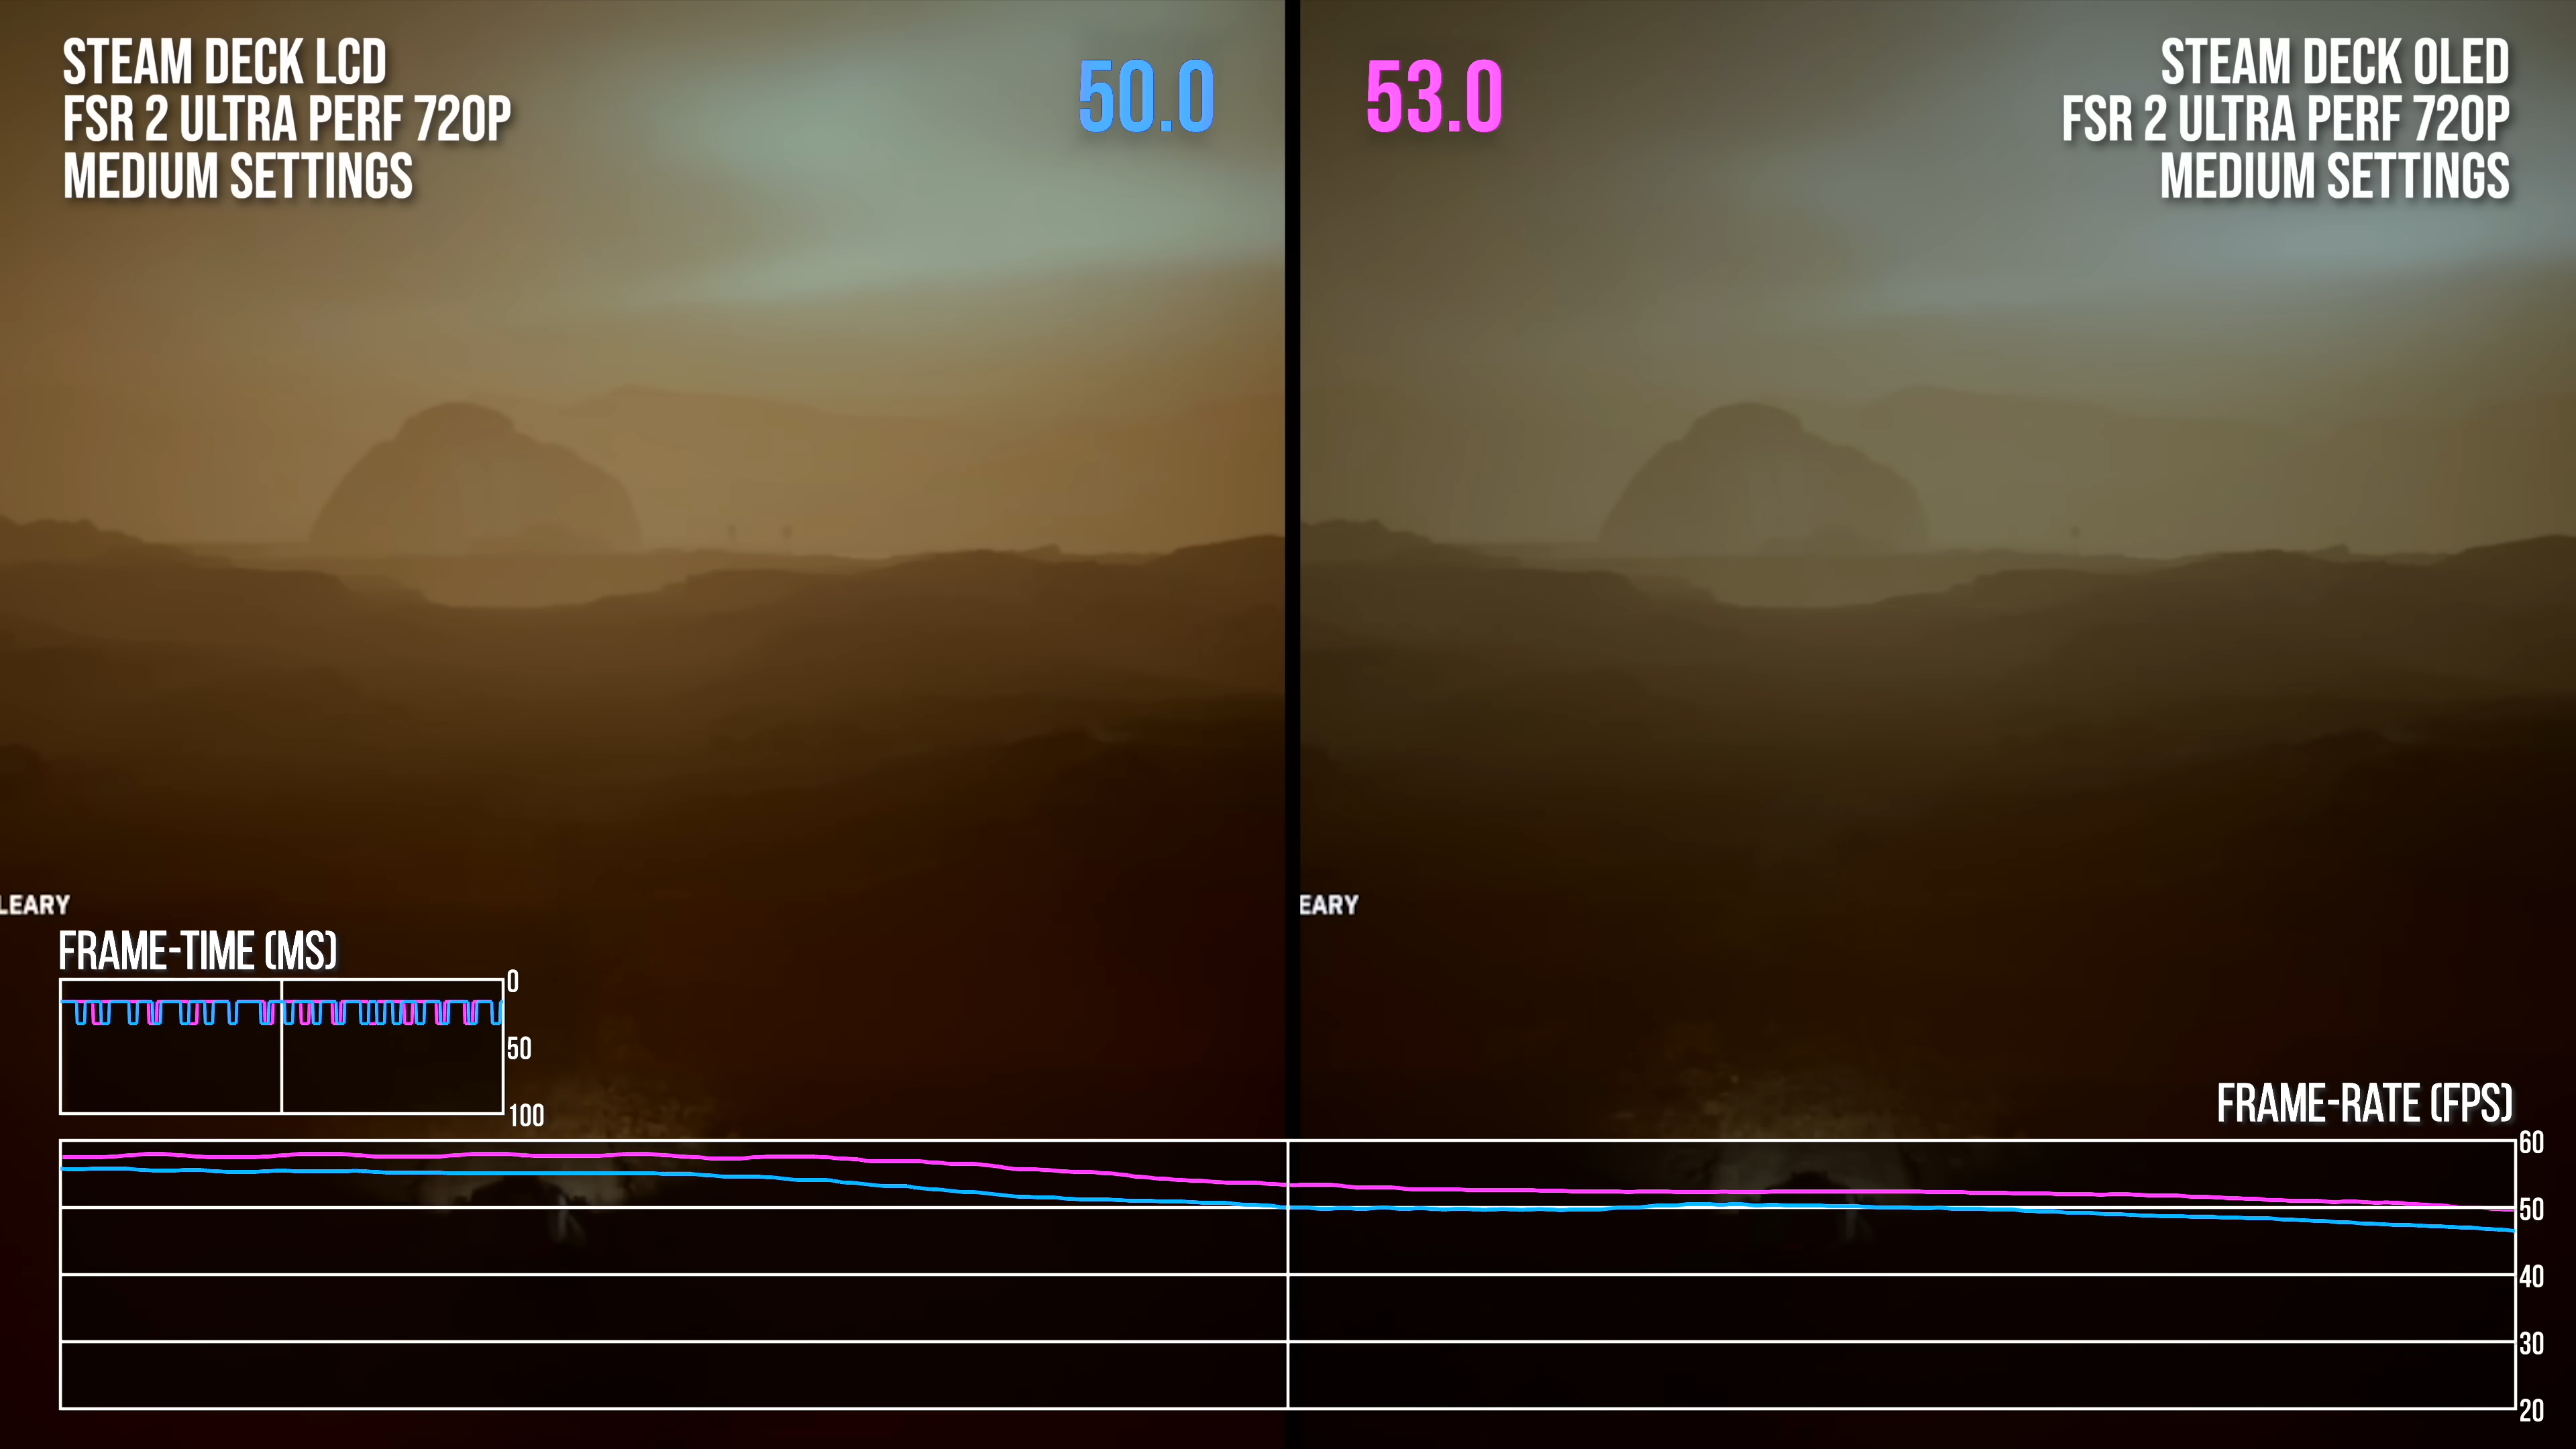 STEAM DECK LCD
FSR 2 ULTRA PERF 720P
MEDIUM SETTINGS
50.0
53.0
STEAM DECK OLED
FSR 2 ULTRA PERF 720P
MEDIUM SETTINGS
LEARY
EARY
FRAME-TIME (MS)
0
50
100
FRAME-RATE (FPS)
60
50
40
30
20